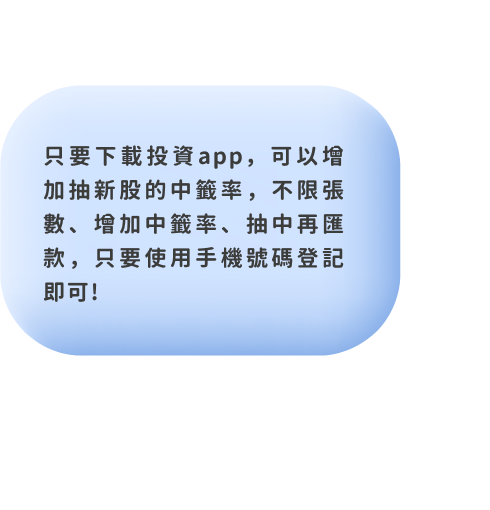 只要下載投資app，可以增
加抽新股的中籤率，不限張
數、增加中籤率、抽中再匯
款，只要使用手機號碼登記
即可!